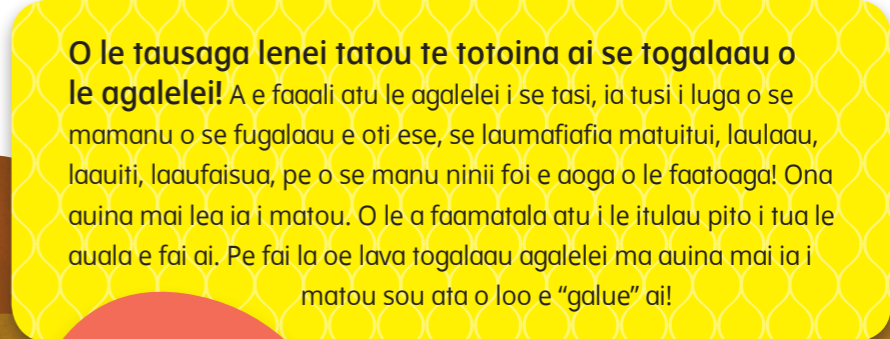 O le tausaga lenei tatou te totoina ai se togalaau o
le agalelei! A e faaali atu le agalelei i se tasi, ia tusi i luga o se
mamanu o se fugalaau e oti ese, se laumafiafia matuitui, laulaau,
laauiti, laaufaisua, pe o se manu ninii foi e aoga o le faatoaga! Ona
auina mai lea ia i matou. O le a faamatala atu i le itulau pito i tua le
auala e fai ai. Pe fai la oe lava togalaau agalelei ma auina mai ia i
matou sou ata o loo e “galue” ai!